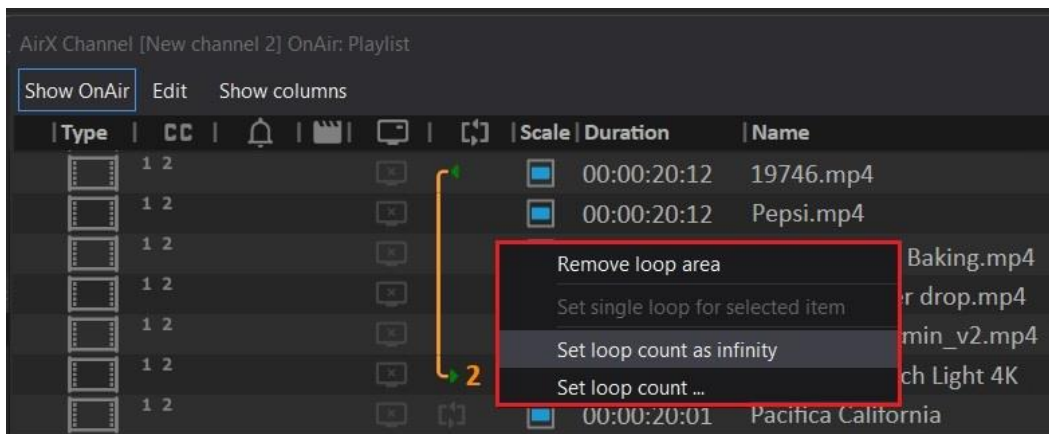 AirX Channel [New channel 2] OnAir: Playlist
Show OnAir Edit Show columns
Type CC Scale Duration Name
1 2 00:00:20:12 19746.mp4
1 2 00:00:20:12 Pepsi.mp4
1 2 Baking.mp4
Remove loop area
1 2 drop.mp4
Set single loop for selected item
1 2 min_v2.mp4
Set loop count as infinity
1 2 2 Light 4K
Set loop count ...
1 2 00:00:20:01 Pacifica California